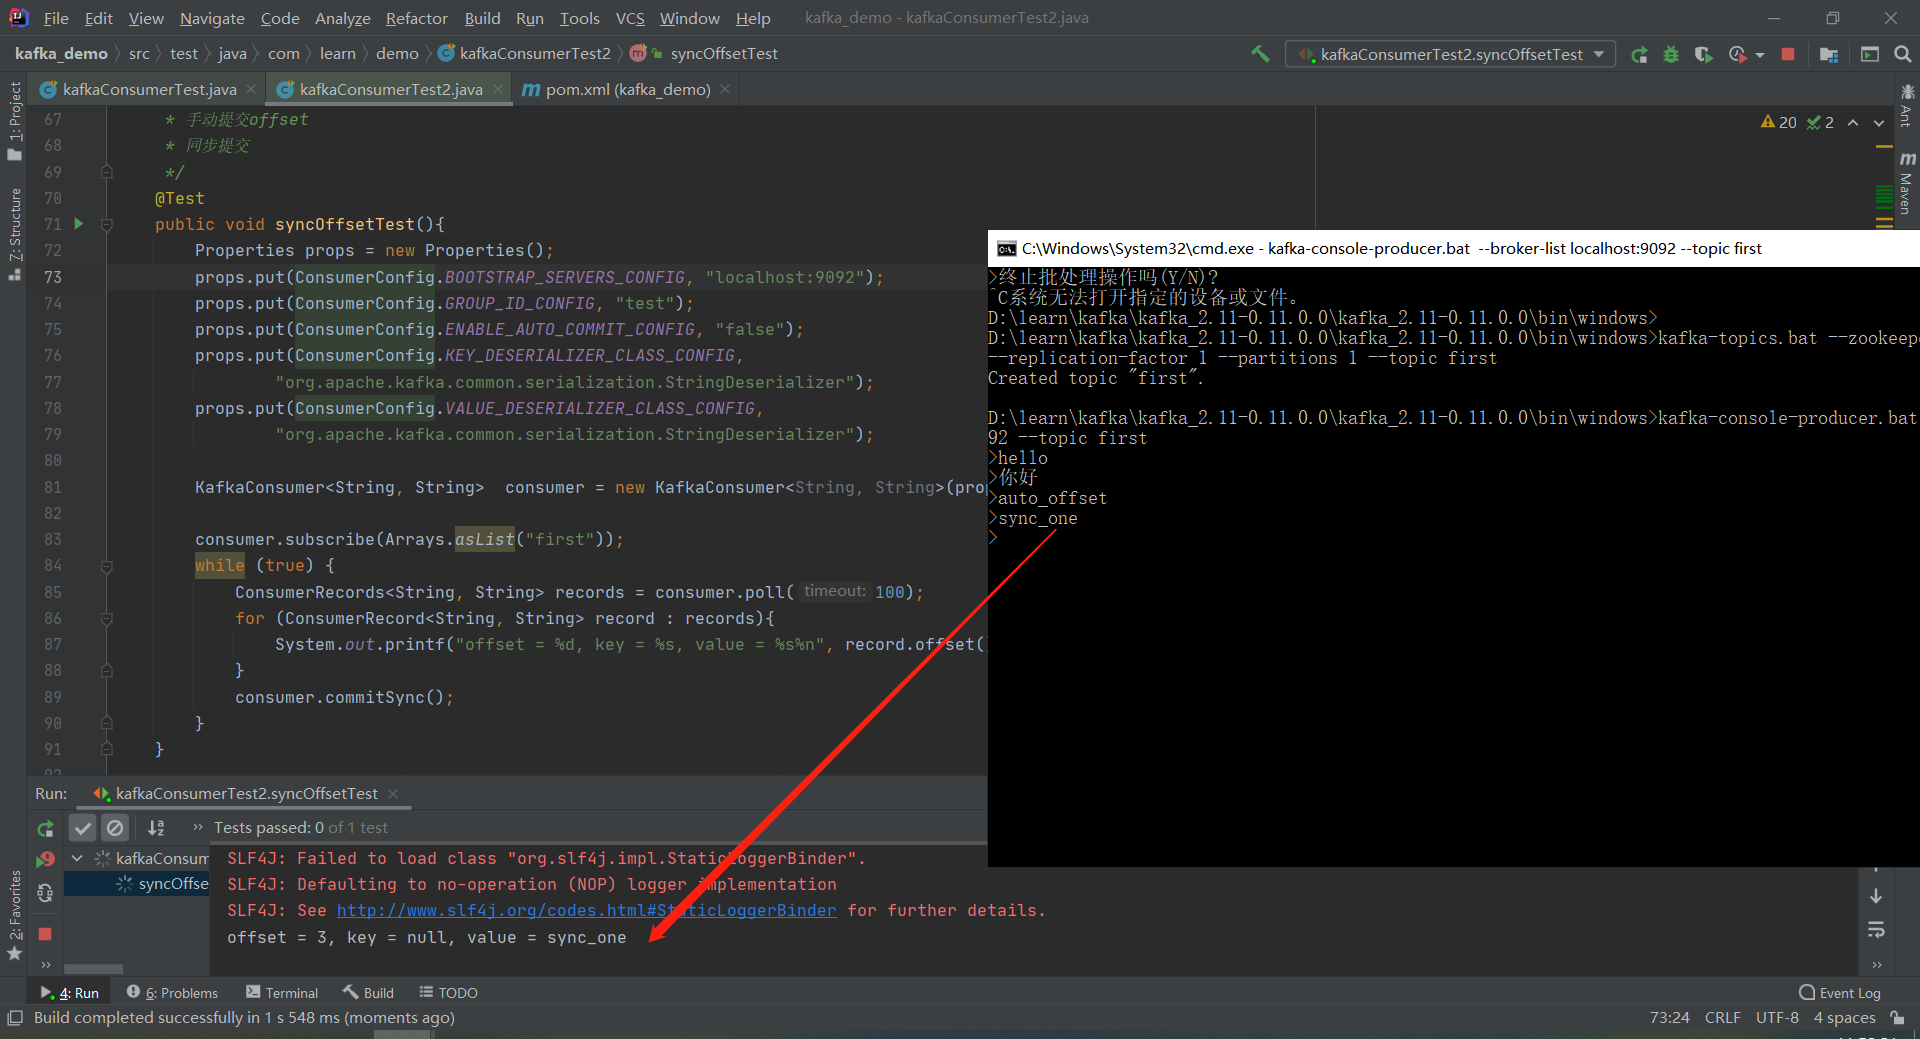 File Edit View Navigate Code Analyze Refactor Build Run Tools VCS Window Help kafka_demo - kafkaConsumerTest2.java
kafka_demo src test java com learn demo kafkaConsumerTest2 syncOffsetTest kafkaConsumerTest2.syncOffsetTest
kafkaConsumerTest.java kafkaConsumerTest2.java pom.xml (kafka_demo)
1: Project
7: Structure
2: Favorites
Ant
Maven
20 2
67 * 手动提交offset
68 * 同步提交
69 */
70 @Test
71 public void syncOffsetTest(){
72 Properties props = new Properties();
73 props.put(ConsumerConfig.BOOTSTRAP_SERVERS_CONFIG, "localhost:9092");
74 props.put(ConsumerConfig.GROUP_ID_CONFIG, "test");
75 props.put(ConsumerConfig.ENABLE_AUTO_COMMIT_CONFIG, "false");
76 props.put(ConsumerConfig.KEY_DESERIALIZER_CLASS_CONFIG,
77 "org.apache.kafka.common.serialization.StringDeserializer");
78 props.put(ConsumerConfig.VALUE_DESERIALIZER_CLASS_CONFIG,
79 "org.apache.kafka.common.serialization.StringDeserializer");
80
81 KafkaConsumer<String, String> consumer = new KafkaConsumer<String, String>(pro
82
83 consumer.subscribe(Arrays.asList("first"));
84 while (true) {
85 ConsumerRecords<String, String> records = consumer.poll( timeout: 100);
86 for (ConsumerRecord<String, String> record : records){
87 System.out.printf("offset = %d, key = %s, value = %s%n", record.offset(
88 }
89 consumer.commitSync();
90 }
91 }
C:\Windows\System32\cmd.exe - kafka-console-producer.bat --broker-list localhost:9092 --topic first
>终止批处理操作吗(Y/N)?
^C系统无法打开指定的设备或文件。
D:\learn\kafka\kafka_2.11-0.11.0.0\kafka_2.11-0.11.0.0\bin\windows>
D:\learn\kafka\kafka_2.11-0.11.0.0\kafka_2.11-0.11.0.0\bin\windows>kafka-topics.bat --zookeep
--replication-factor 1 --partitions 1 --topic first
Created topic "first".
D:\learn\kafka\kafka_2.11-0.11.0.0\kafka_2.11-0.11.0.0\bin\windows>kafka-console-producer.bat
92 --topic first
>hello
>你好
>auto_offset
>sync_one
>
Run: kafkaConsumerTest2.syncOffsetTest
Tests passed: 0 of 1 test
kafkaConsum
syncOffse
SLF4J: Failed to load class "org.slf4j.impl.StaticLoggerBinder".
SLF4J: Defaulting to no-operation (NOP) logger implementation
SLF4J: See http://www.slf4j.org/codes.html#StaticLoggerBinder for further details.
offset = 3, key = null, value = sync_one
4: Run 6: Problems Terminal Build TODO Event Log
Build completed successfully in 1 s 548 ms (moments ago) 73:24 CRLF UTF-8 4 spaces